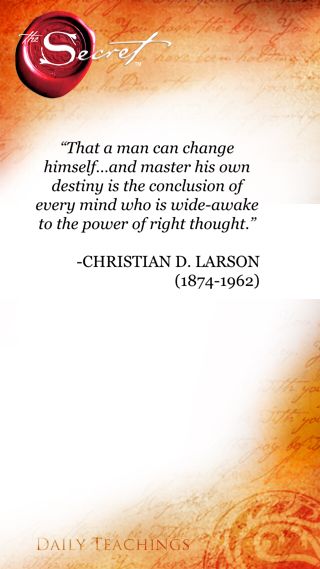 the Secret™
“That a man can change
himself...and master his own
destiny is the conclusion of
every mind who is wide-awake
to the power of right thought.”
-CHRISTIAN D. LARSON
(1874-1962)
DAILY TEACHINGS